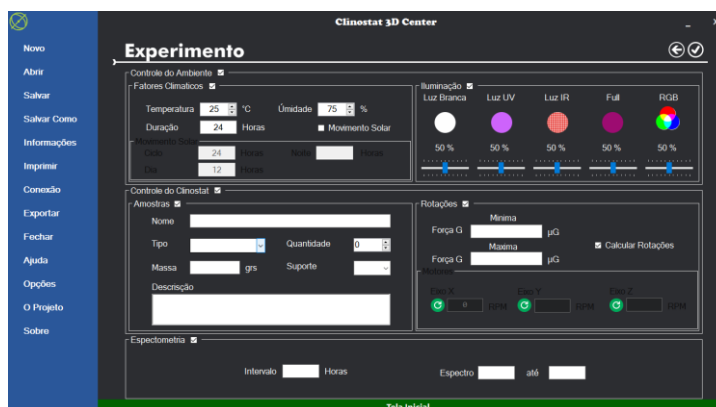 Clinostat 3D Center
Novo
Abrir
Salvar
Salvar Como
Informações
Imprimir
Conexão
Exportar
Fechar
Ajuda
Opções
O Projeto
Sobre
Experimento
Controle do Ambiente
Fatores Climaticos
Temperatura 25 °C Úmidade 75 %
Duração 24 Horas Movimento Solar
Movimento Solar
Ciclo 24 Horas Noite Horas
Dia 12 Horas
Iluminação
Luz Branca Luz UV Luz IR Full RGB
50 % 50 % 50 % 50 % 50 %
Controle do Clinostat
Amostras
Nome
Tipo Quantidade 0
Massa grs Suporte
Descrisção
Rotações
Minima
Força G µG
Maxima Calcular Rotações
Força G µG
Motores
Eixo X Eixo Y Eixo Z
0 RPM RPM RPM
Espectometria
Intervalo Horas Espectro até
Tela Inicial